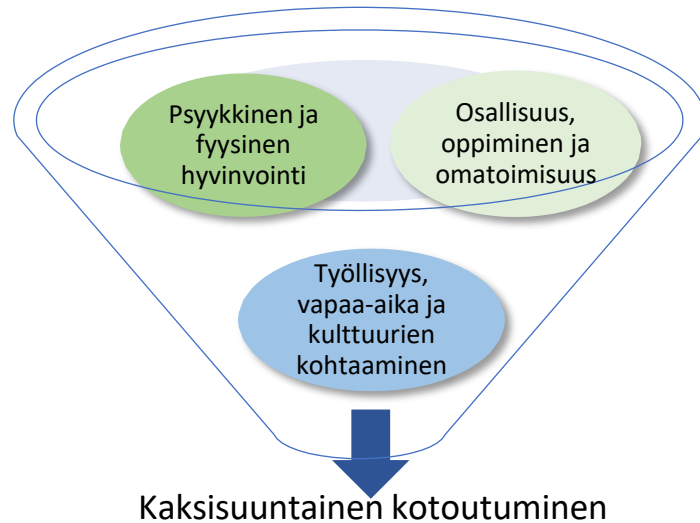 Psyykkinen ja
fyysinen
hyvinvointi
Osallisuus,
oppiminen ja
omatoimisuus
Työllisyys,
vapaa-aika ja
kulttuurien
kohtaaminen
Kaksisuuntainen kotoutuminen